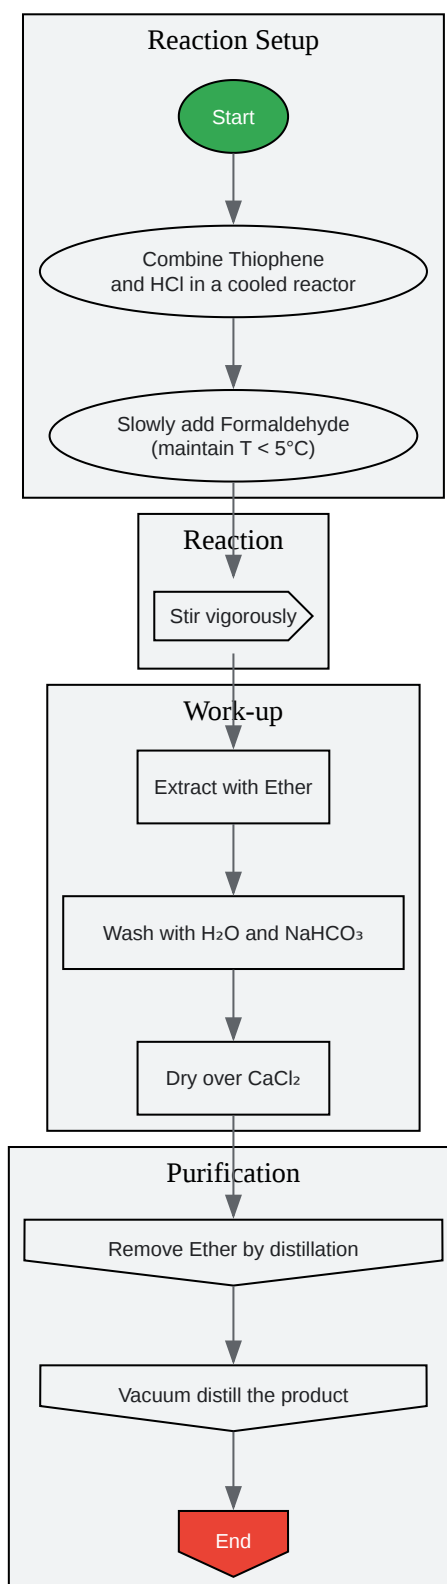 Reaction Setup
Start
Combine Thiophene
and HCl in a cooled reactor
Slowly add Formaldehyde
(maintain T < 5°C)
Reaction
Stir vigorously
Work-up
Extract with Ether
Wash with H₂O and NaHCO₃
Dry over CaCl₂
Purification
Remove Ether by distillation
Vacuum distill the product
End